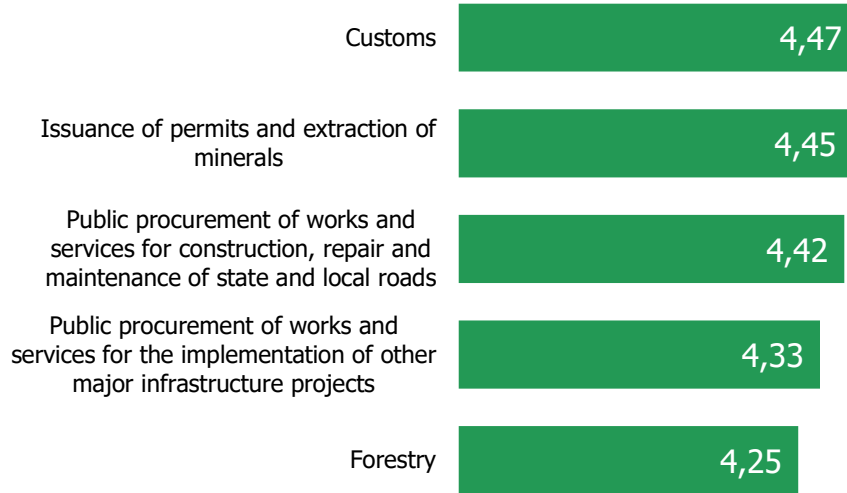 Customs
4,47
Issuance of permits and extraction of
minerals
4,45
Public procurement of works and
services for construction, repair and
maintenance of state and local roads
4,42
Public procurement of works and
services for the implementation of other
major infrastructure projects
4,33
Forestry
4,25